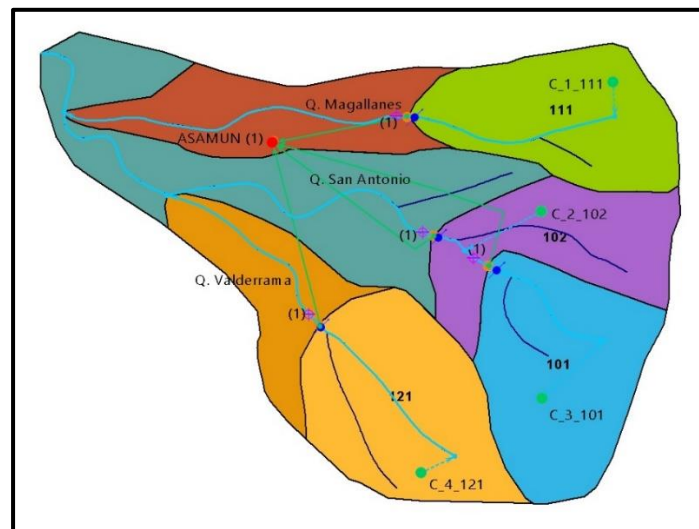 C_1_111
Q. Magallanes
111
(1)
ASAMUN (1)
Q. San Antonio
C_2_102
(1)
102
(1)
Q. Valderrama
(1)
101
121
C_3_101
C_4_121